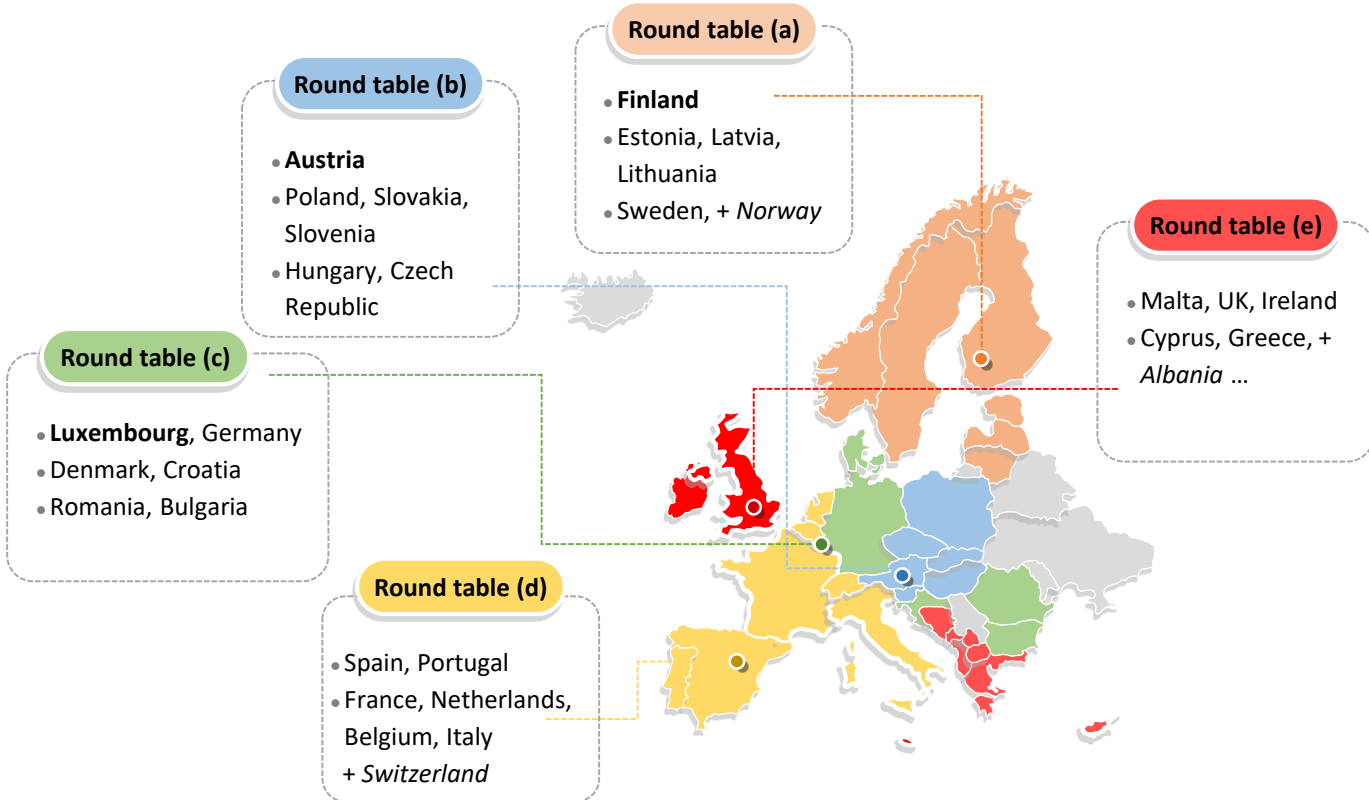 Round table (a)
• Finland
• Estonia, Latvia,
Lithuania
• Sweden, + Norway
Round table (b)
• Austria
• Poland, Slovakia,
Slovenia
• Hungary, Czech
Republic
Round table (e)
• Malta, UK, Ireland
• Cyprus, Greece, +
Albania ...
Round table (c)
• Luxembourg, Germany
• Denmark, Croatia
• Romania, Bulgaria
Round table (d)
• Spain, Portugal
• France, Netherlands,
Belgium, Italy
+ Switzerland